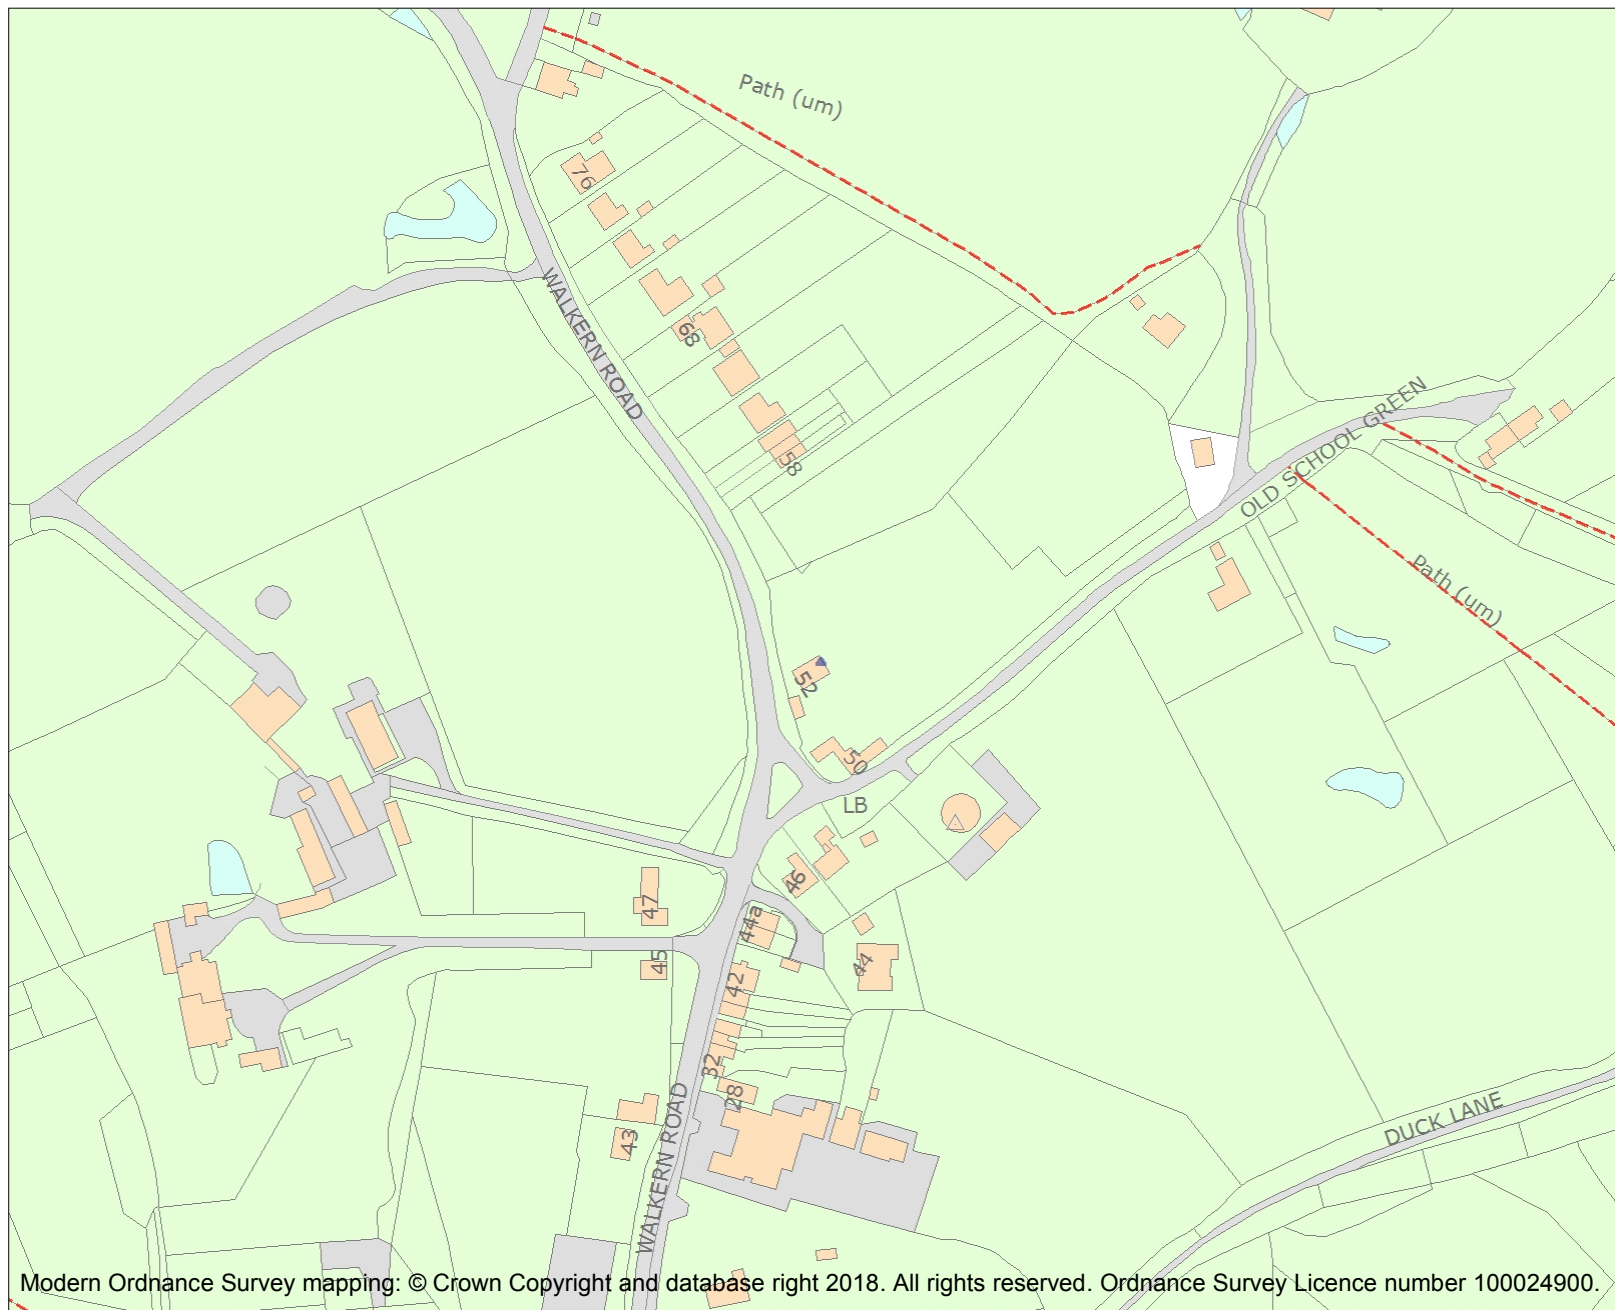 Path (um)
76
WALKERN ROAD
68
58
OLD SCHOOL GREEN
Path (um)
52
50
LB
46
47
44a
45
44
42
32
28
43
WALKERN ROAD
DUCK LANE
Modern Ordnance Survey mapping: © Crown Copyright and database right 2018. All rights reserved. Ordnance Survey Licence number 100024900.